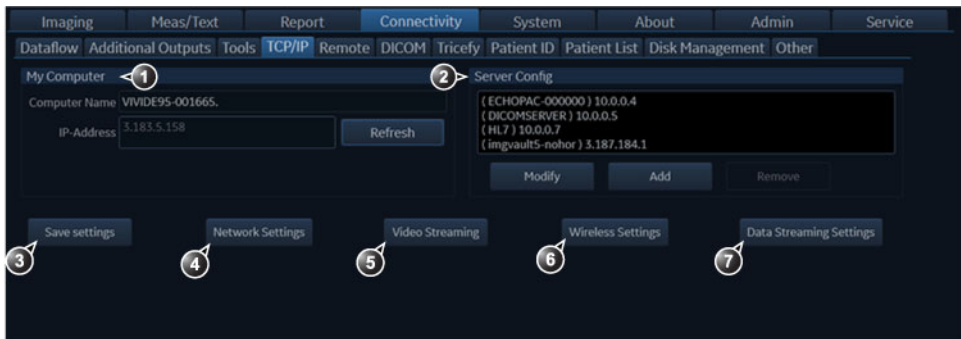 Imaging Meas/Text Report Connectivity System About Admin Service
Dataflow Additional Outputs Tools TCP/IP Remote DICOM Tricefy Patient ID Patient List Disk Management Other
My Computer 1
Computer Name VIVIDE95-001665.
IP-Address 3.183.5.158 Refresh
2 Server Config
( ECHOPAC-000000 ) 10.0.0.4
( DICOMSERVER ) 10.0.0.5
( HL7 ) 10.0.0.7
( imgvault5-nohor ) 3.187.184.1
Modify Add Remove
Save settings Network Settings Video Streaming Wireless Settings Data Streaming Settings
3 4 5 6 7